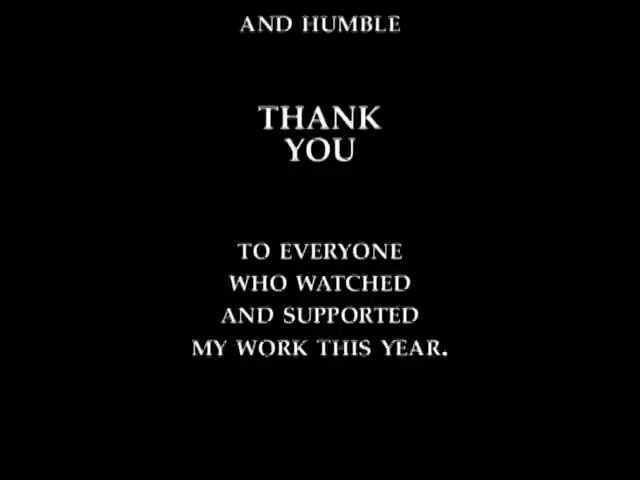 AND HUMBLE
THANK
YOU
TO EVERYONE
WHO WATCHED
AND SUPPORTED
MY WORK THIS YEAR.